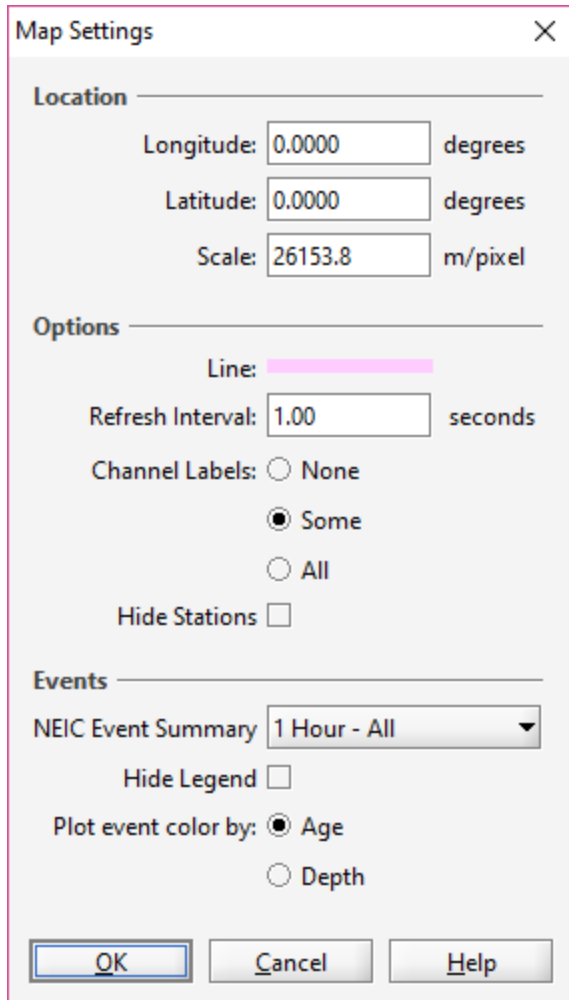 Map Settings
Location
Longitude: 0.0000 degrees
Latitude: 0.0000 degrees
Scale: 26153.8 m/pixel
Options
Line:
Refresh Interval: 1.00 seconds
Channel Labels: None
Some
All
Hide Stations
Events
NEIC Event Summary 1 Hour - All
Hide Legend
Plot event color by: Age
Depth
OK Cancel Help